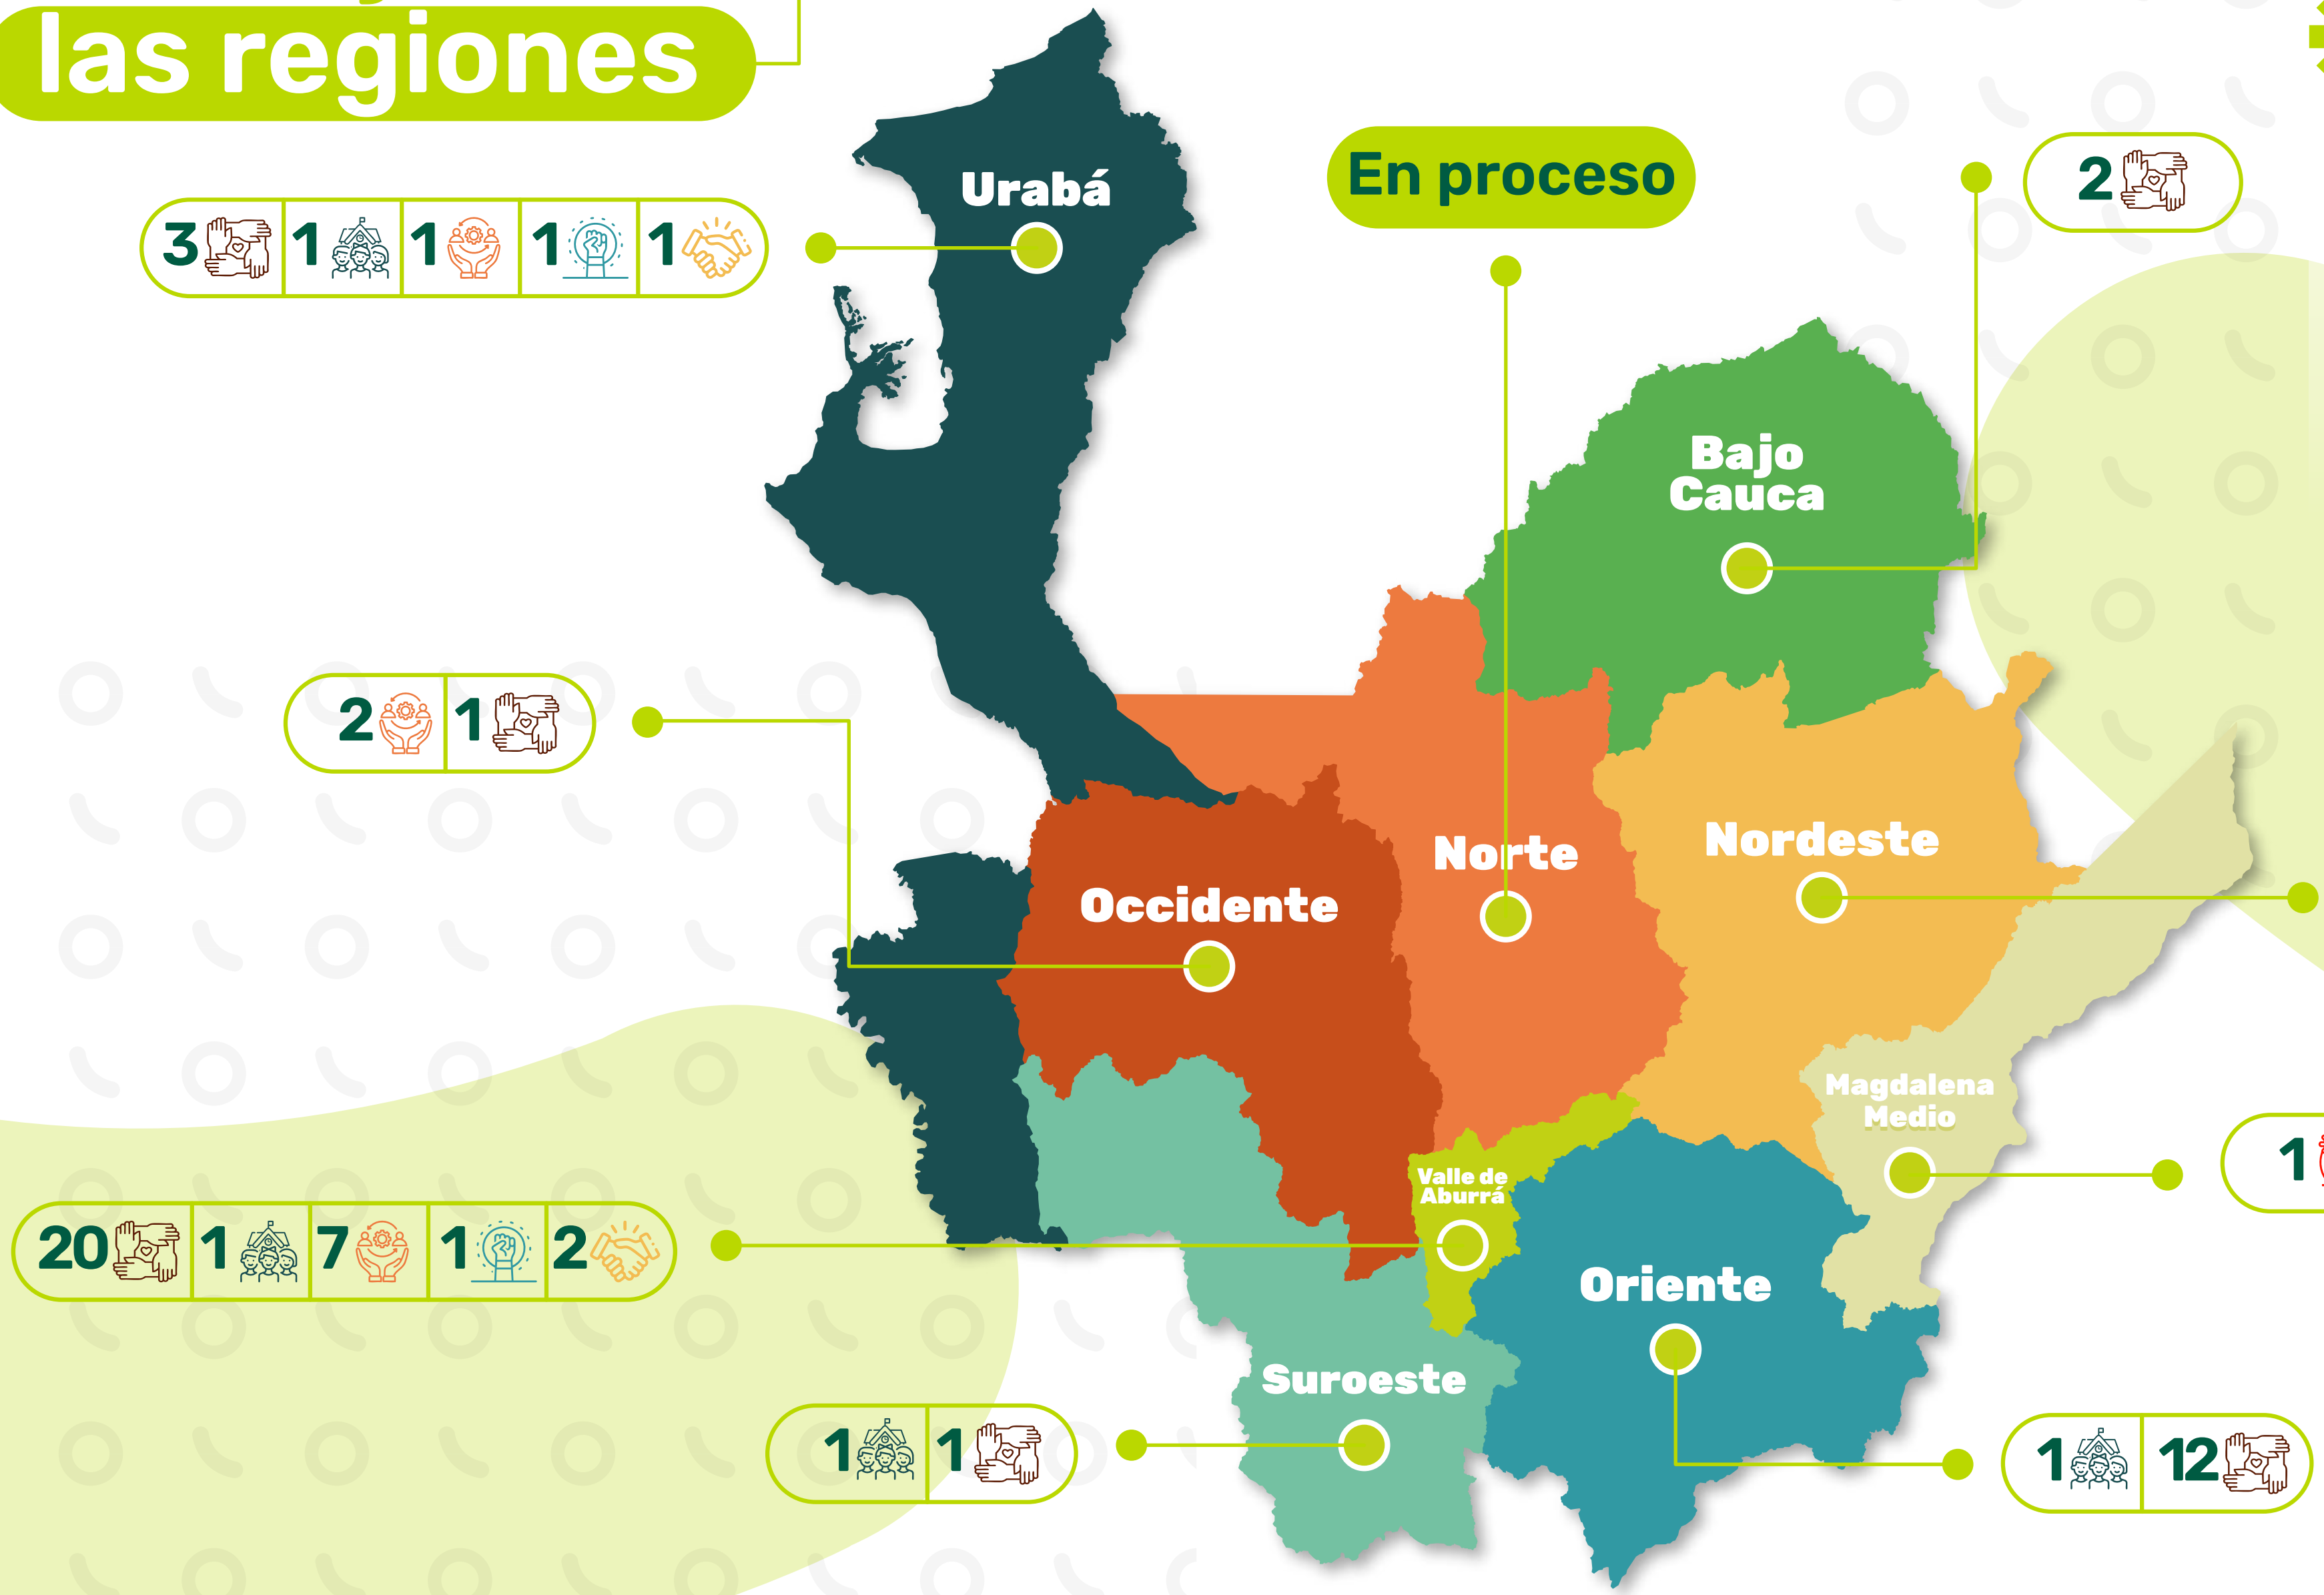 las regiones
Urabá
3 1 1 1 1
En proceso
2
Bajo
Cauca
2 1
Norte
Nordeste
Occidente
Magdalena
Medio
1
Valle de
Aburrá
20 1 7 1 2
Oriente
Suroeste
1 1
1 12